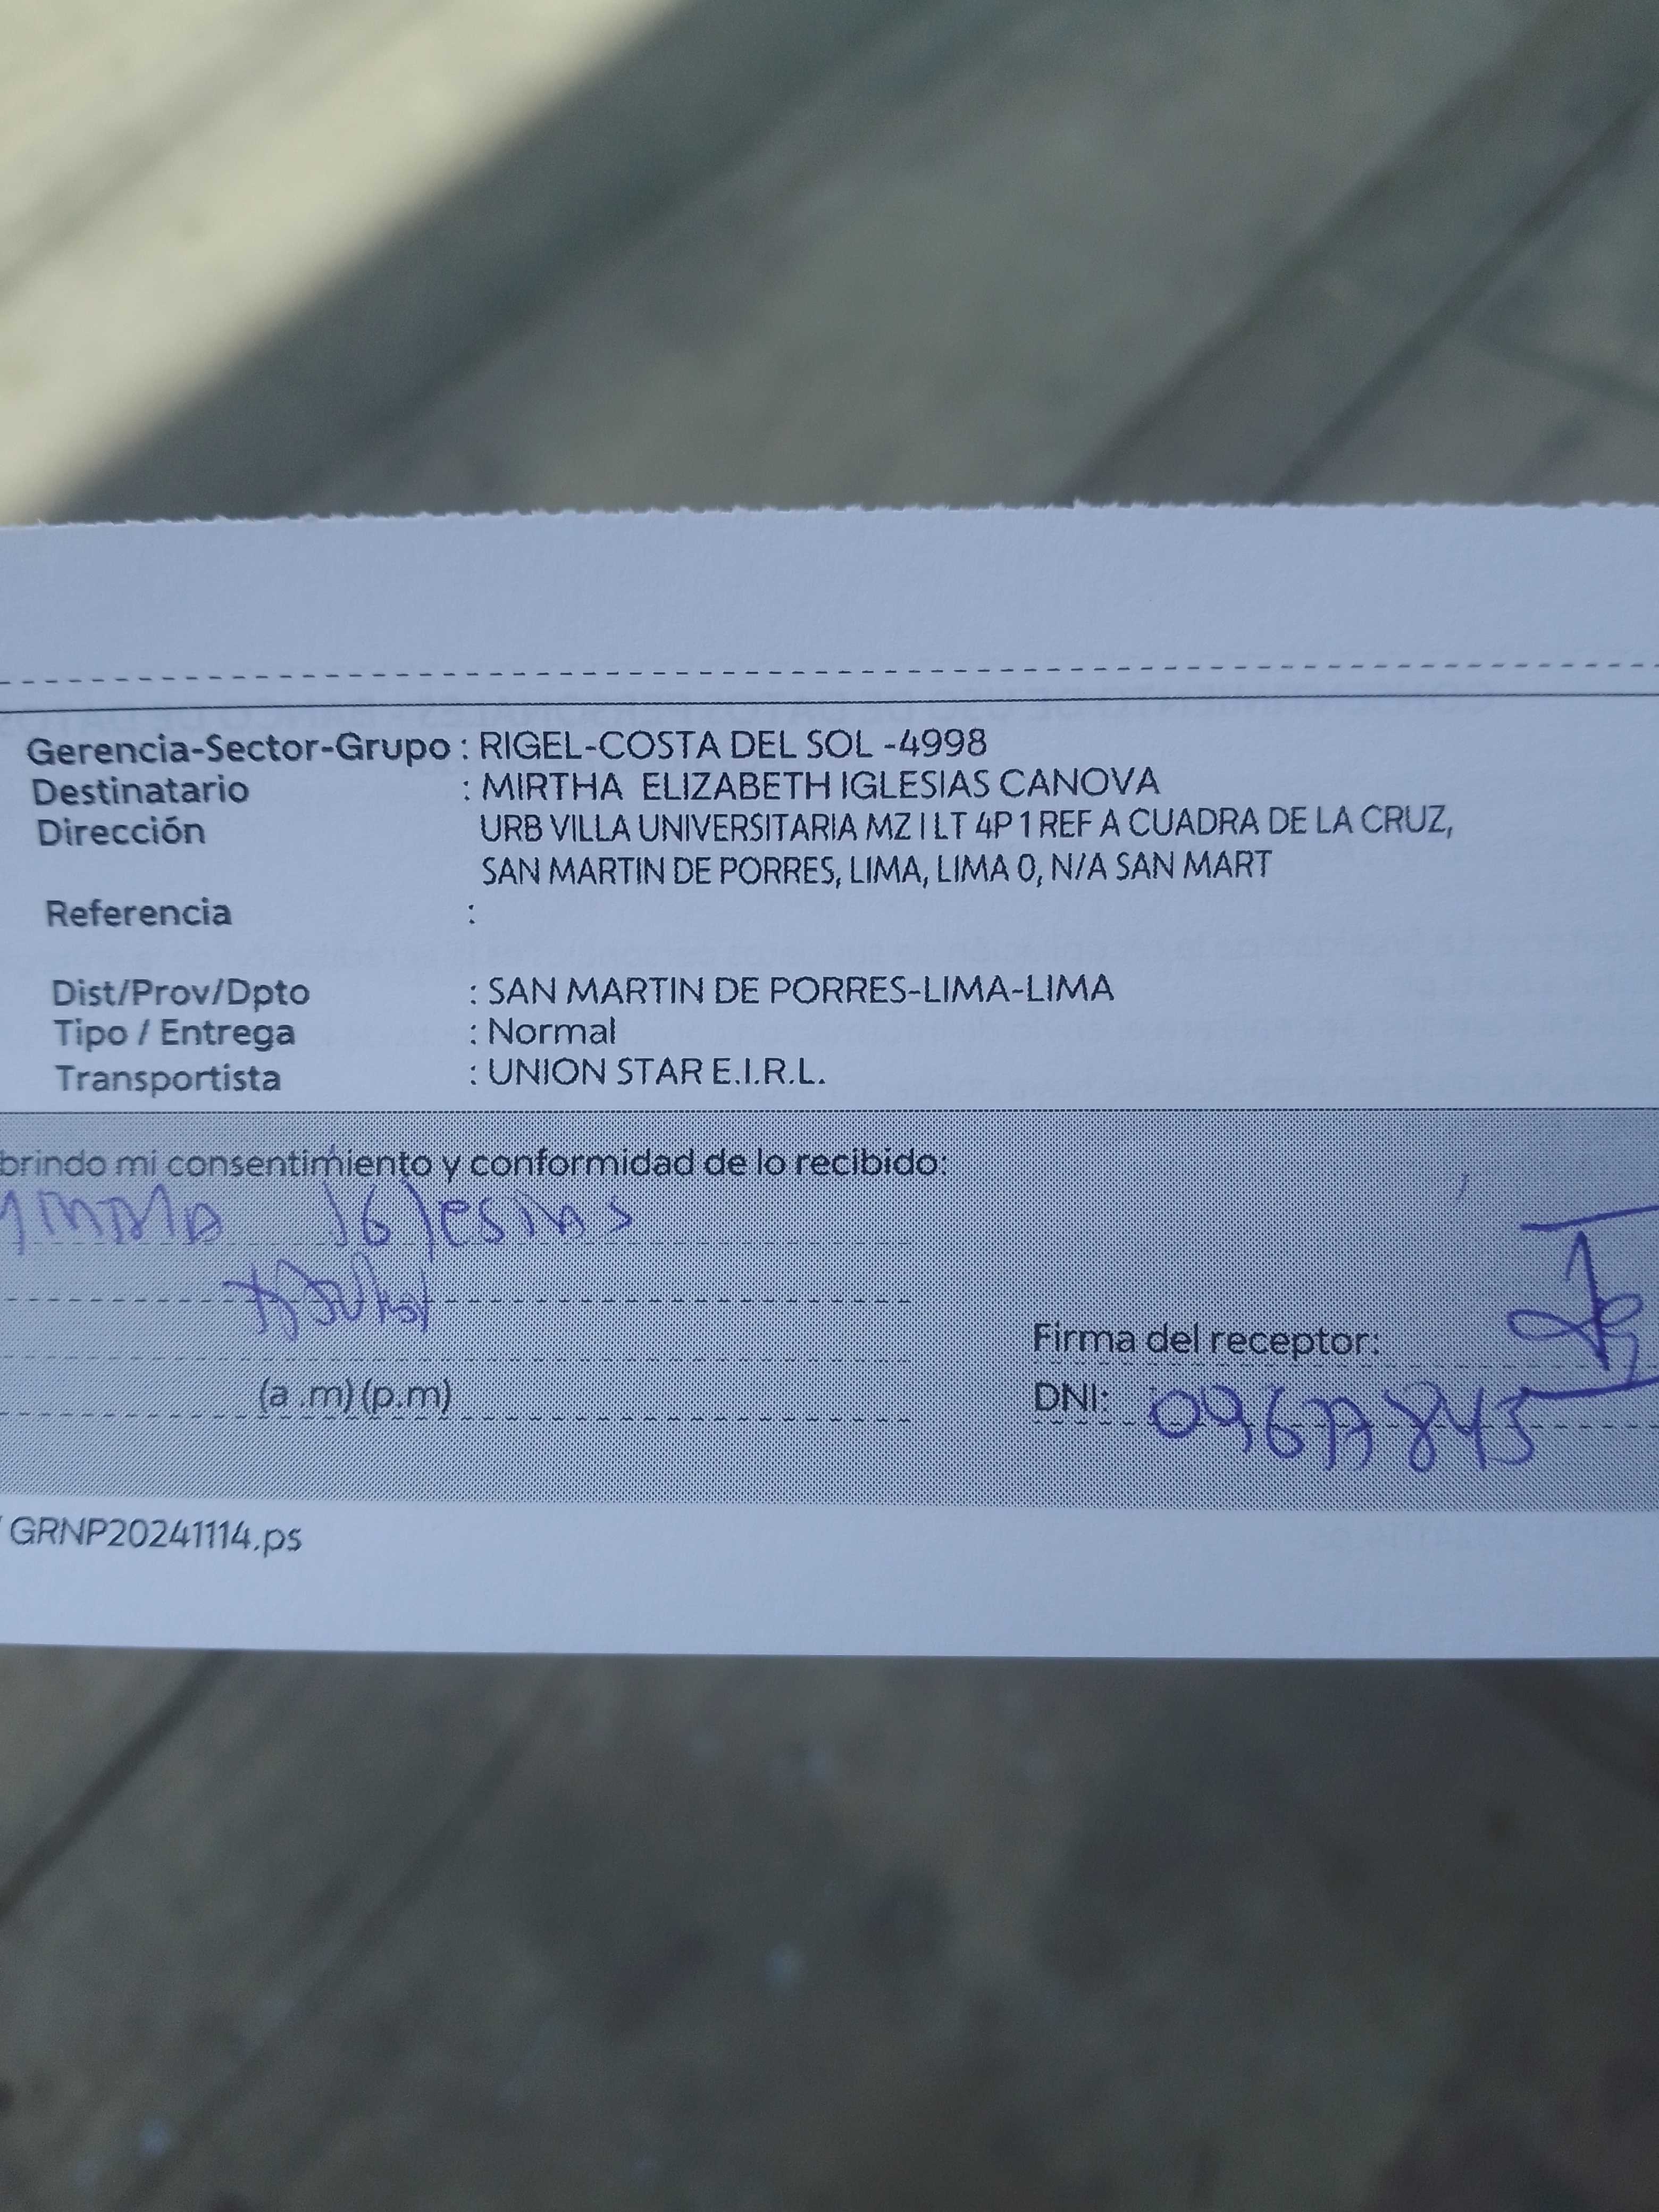 Gerencia-Sector-Grupo : RIGEL-COSTA DEL SOL -4998
Destinatario : MIRTHA ELIZABETH IGLESIAS CANOVA
Dirección URB VILLA UNIVERSITARIA MZ I LT 4P 1 REF A CUADRA DE LA CRUZ,
SAN MARTIN DE PORRES, LIMA, LIMA 0, N/A SAN MART
Referencia :
Dist/Prov/Dpto : SAN MARTIN DE PORRES-LIMA-LIMA
Tipo / Entrega : Normal
Transportista : UNION STAR E.I.R.L.
brindo mi consentimiento y conformidad de lo recibido:
Iglesias
Firma del receptor:
(a .m) (p.m) DNI: 09677845
GRNP20241114.ps